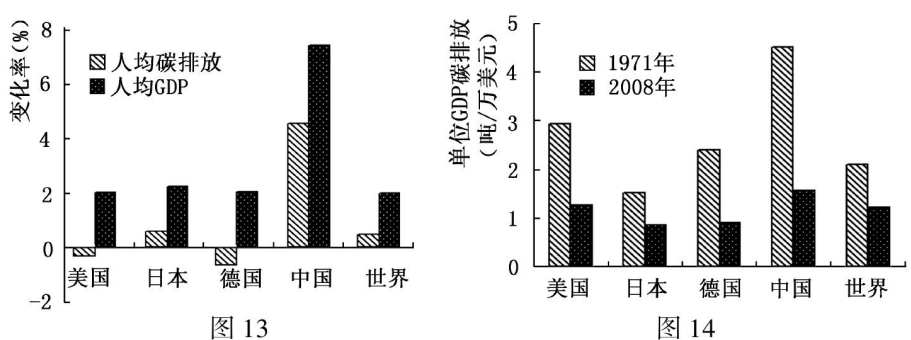 变化率(%)
8
6
4
2
0
-2
人均碳排放
人均GDP
美国 日本 德国 中国 世界
图 13
单位GDP碳排放
(吨/万美元)
5
4
3
2
1
0
1971年
2008年
美国 日本 德国 中国 世界
图 14